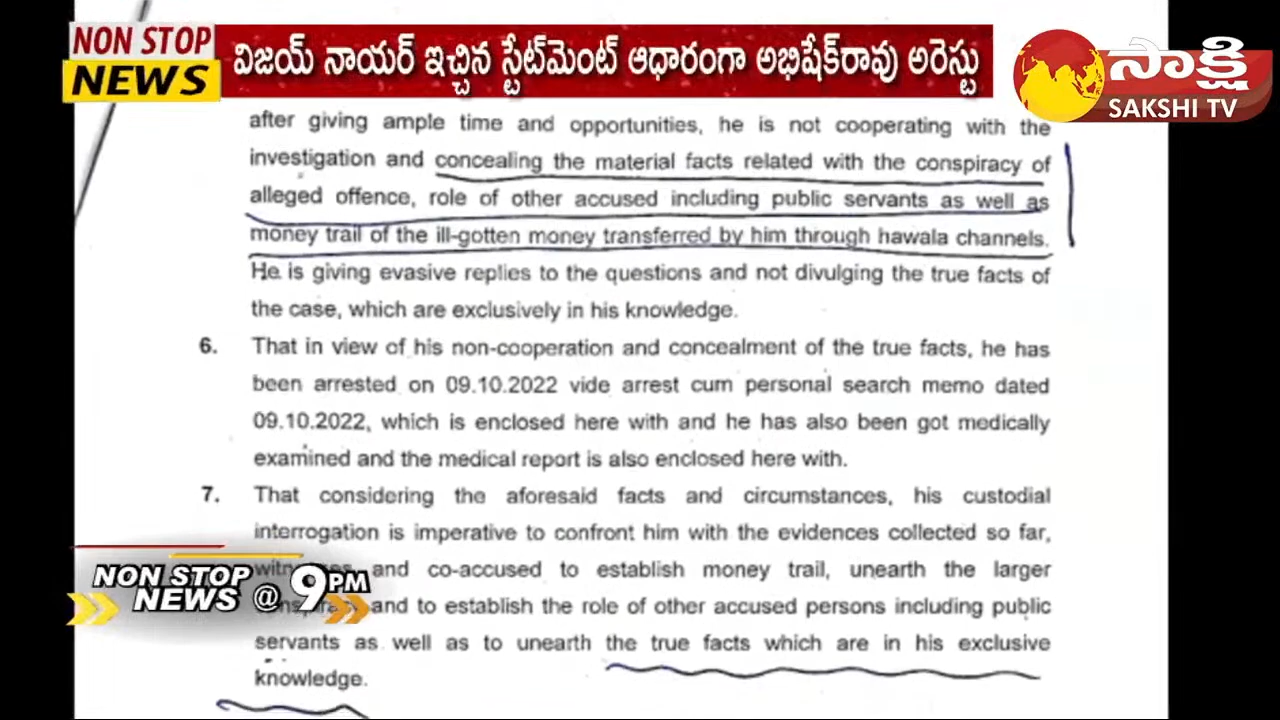 NON STOP
NEWS
విజయ్ నాయర్ ఇచ్చిన స్టేట్‌మెంట్ ఆధారంగా అభిషేక్‌రావు అరెస్టు
సాక్షి
SAKSHI TV
after giving ample time and opportunities, he is not cooperating with the
investigation and concealing the material facts related with the conspiracy of
alleged offence, role of other accused including public servants as well as
money trail of the ill-gotten money transferred by him through hawala channels.
He is giving evasive replies to the questions and not divulging the true facts of
the case, which are exclusively in his knowledge.
6. That in view of his non-cooperation and concealment of the true facts, he has
been arrested on 09.10.2022 vide arrest cum personal search memo dated
09.10.2022, which is enclosed here with and he has also been got medically
examined and the medical report is also enclosed here with.
7. That considering the aforesaid facts and circumstances, his custodial
interrogation is imperative to confront him with the evidences collected so far,
and co-accused to establish money trail, unearth the larger
and to establish the role of other accused persons including public
servants as well as to unearth the true facts which are in his exclusive
knowledge.
NON STOP
NEWS @ 9PM